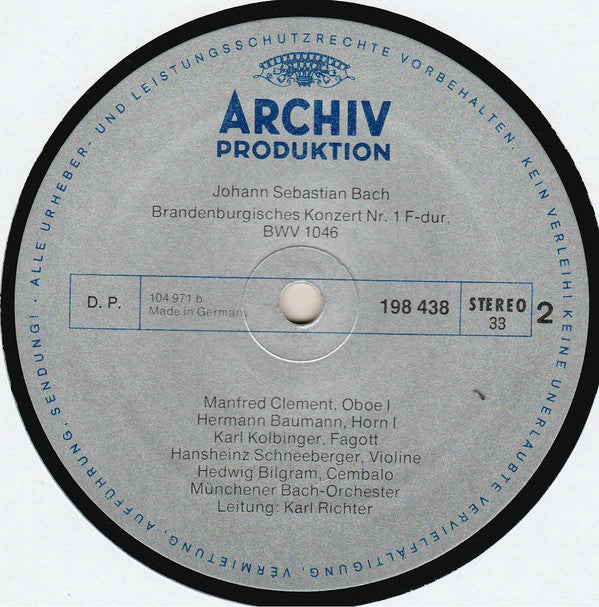 ALLE URHEBER- UND LEISTUNGSSCHUTZRECHTE VORBEHALTEN. KEIN VERLEIH! KEINE UNERLAUBTE VERVIELFÄLTIGUNG, VERMIETUNG, AUFFÜHRUNG, SENDUNG! ·
ARCHIV
PRODUKTION
Johann Sebastian Bach
Brandenburgisches Konzert Nr. 1 F-dur,
BWV 1046
D. P.
104 971 b
Made in Germany
198 438
STEREO
33
2
Manfred Clement, Oboe I
Hermann Baumann, Horn I
Karl Kolbinger, Fagott
Hansheinz Schneeberger, Violine
Hedwig Bilgram, Cembalo
Münchener Bach-Orchester
Leitung: Karl Richter